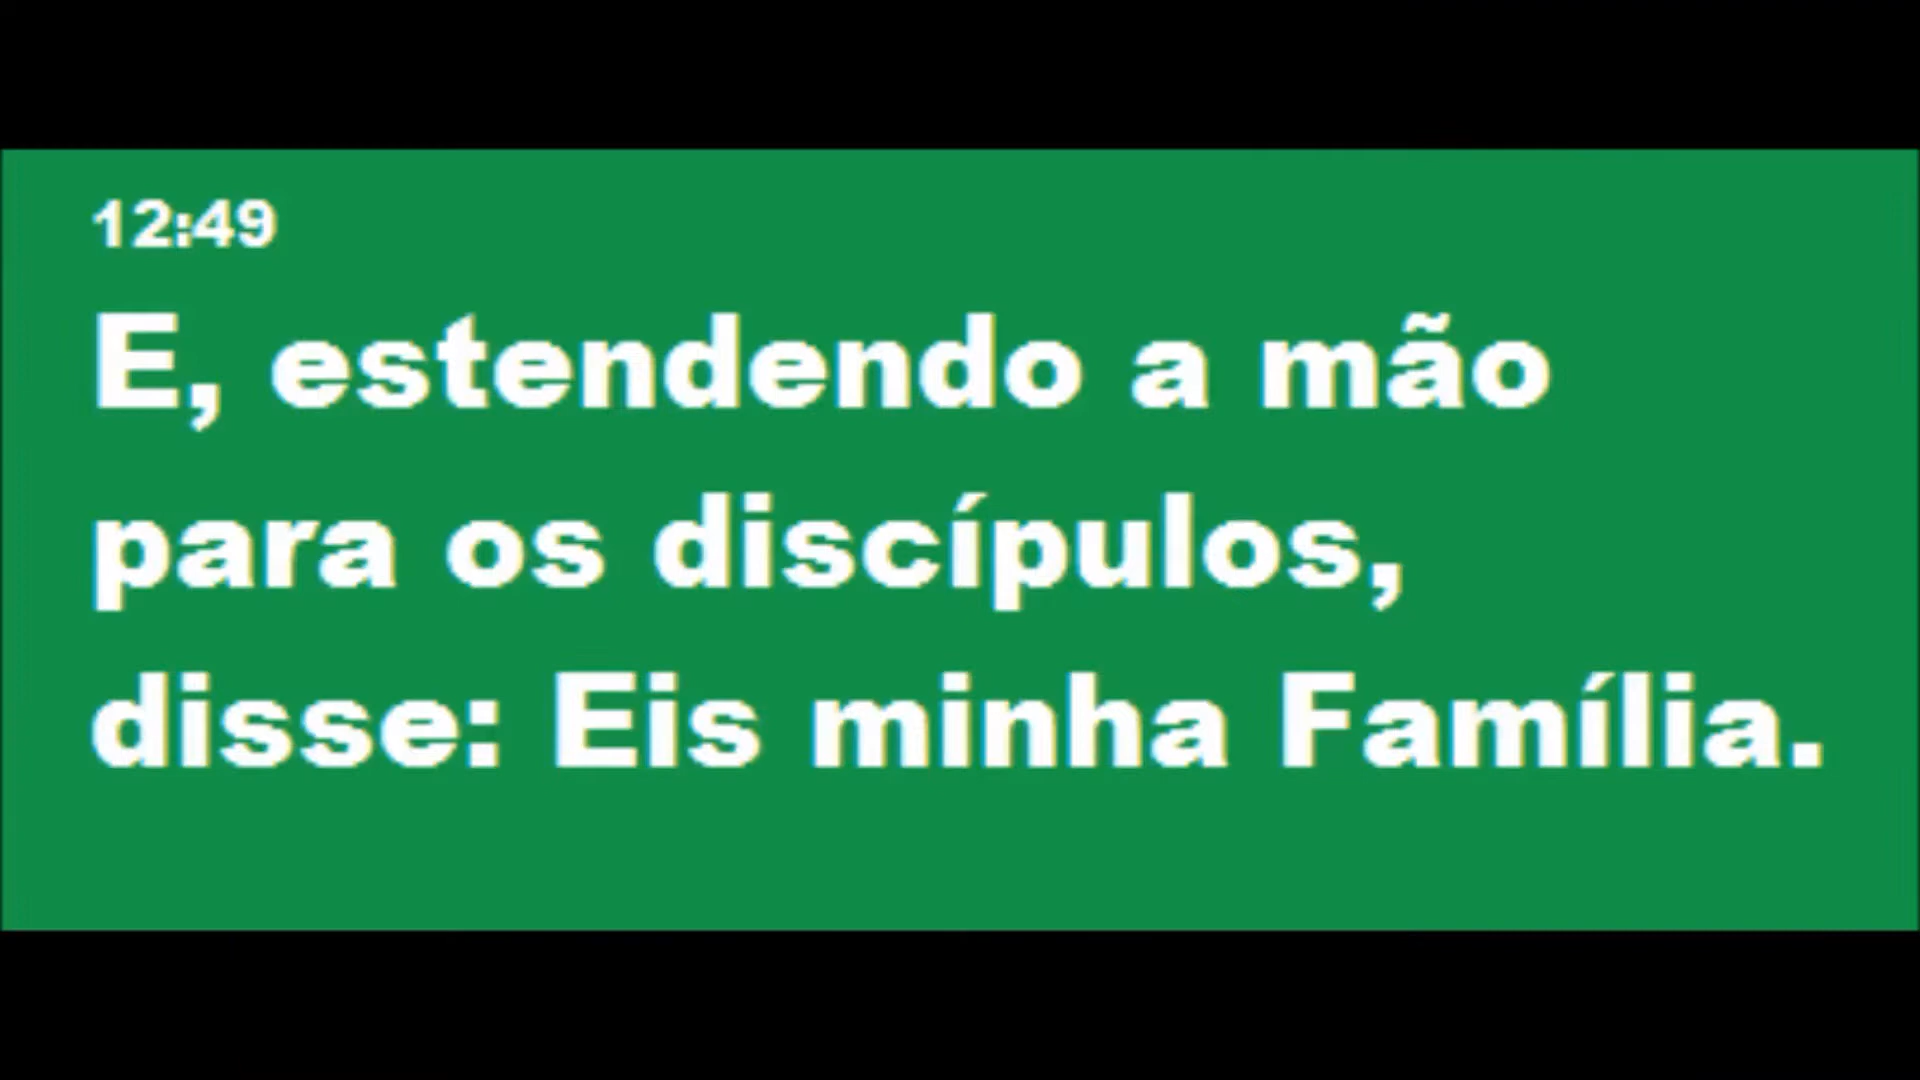 12:49
E, estendendo a mão
para os discípulos,
disse: Eis minha Família.